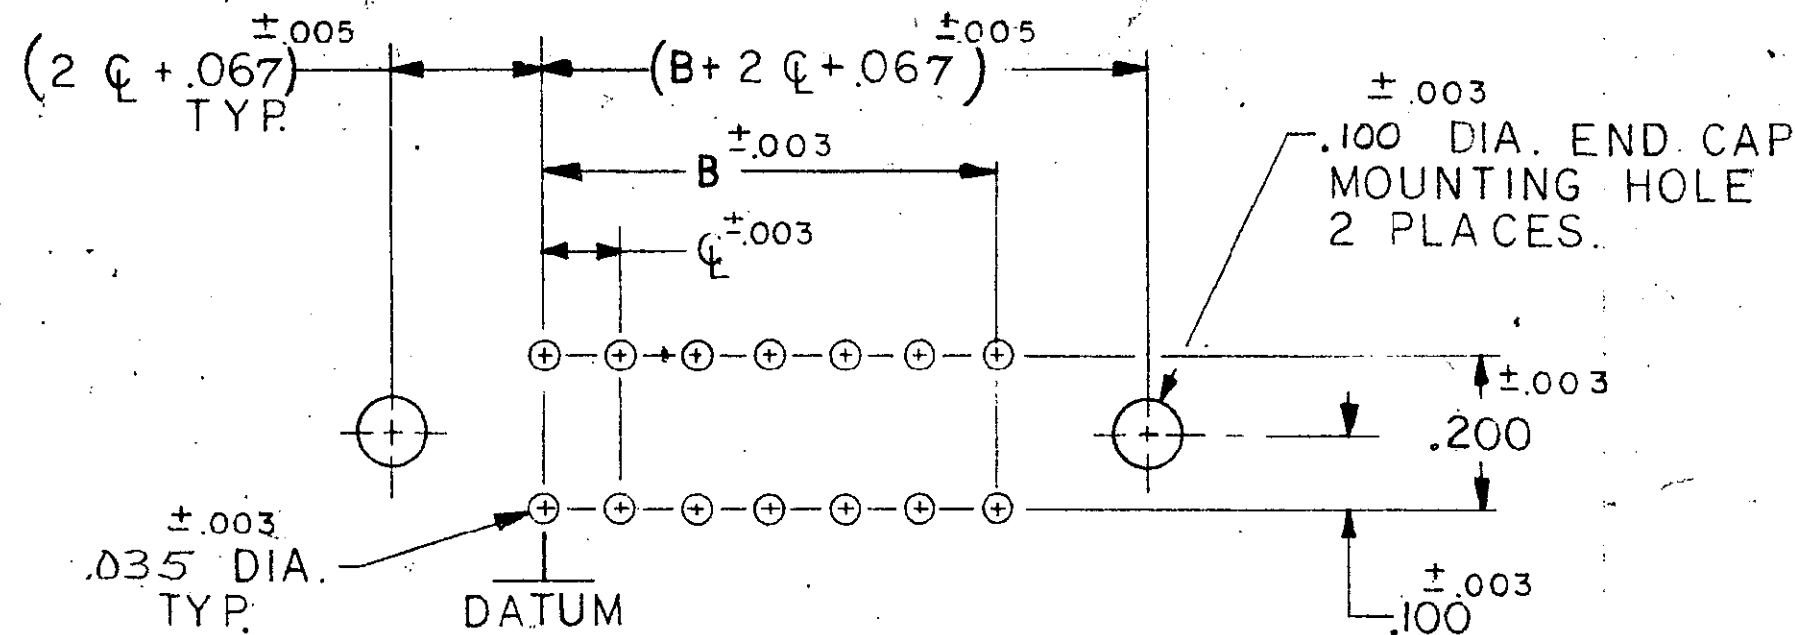 ±.005
(2 ℄ + .067)
TYP.
±.005
(B + 2 ℄ + .067)
±.003
B
±.003
℄
±.003
.100 DIA. END CAP
MOUNTING HOLE
2 PLACES.
±.003
.200
±.003
.100
±.003
.035 DIA.
TYP.
DATUM